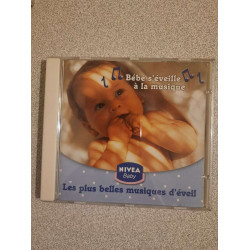 Bébé s'éveille
à la musique
NIVEA
Baby
Les plus belles musiques d'éveil